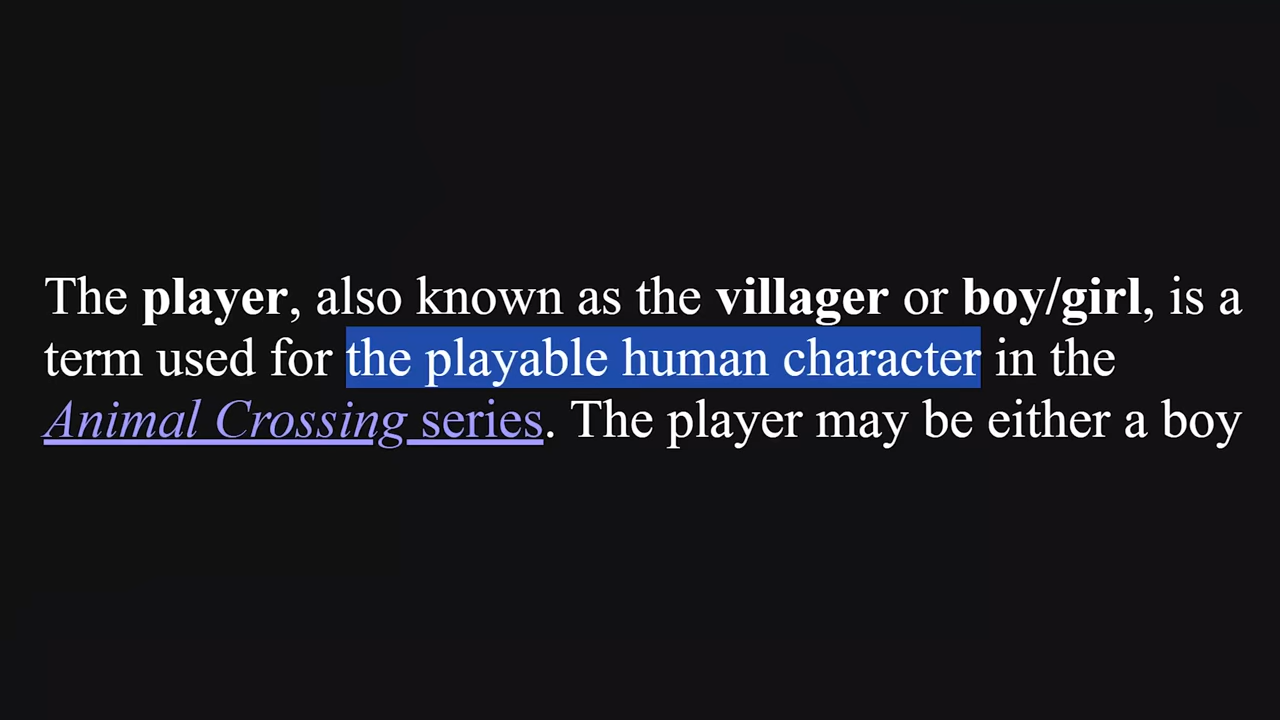 The player, also known as the villager or boy/girl, is a
term used for the playable human character in the
Animal Crossing series. The player may be either a boy